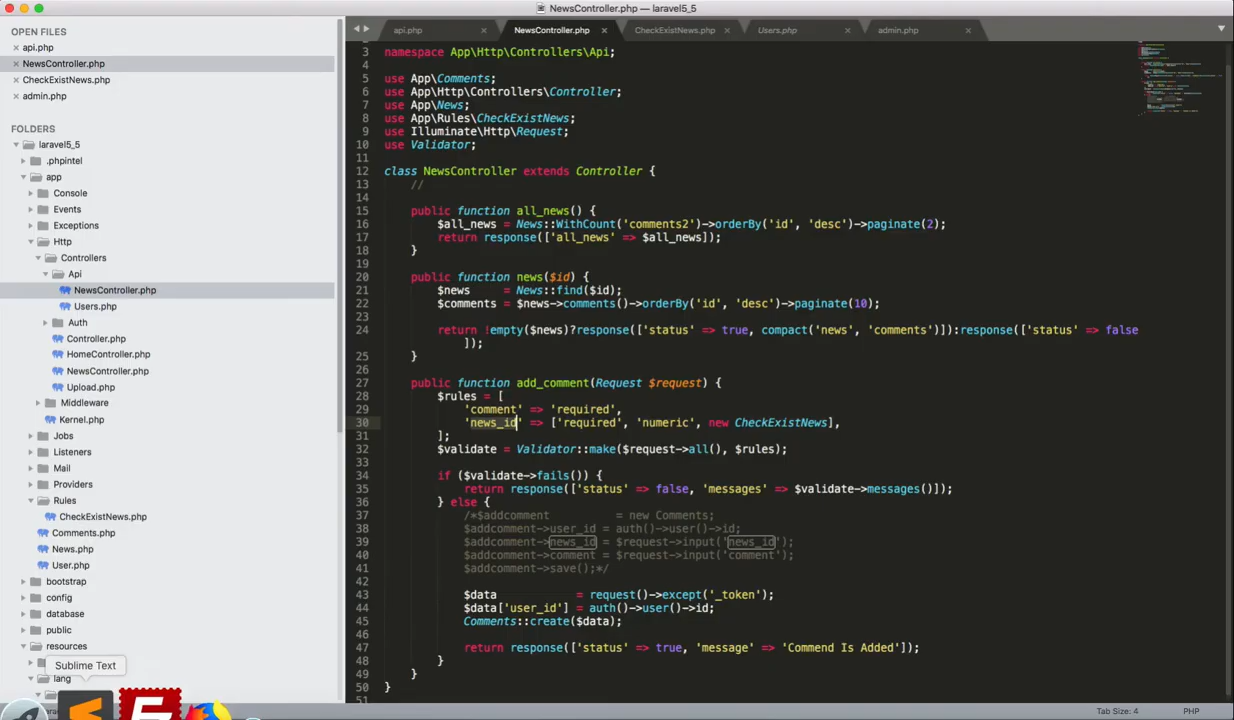 NewsController.php — laravel5_5
OPEN FILES
api.php
NewsController.php
CheckExistNews.php
admin.php
FOLDERS
laravel5_5
.phpintel
app
Console
Events
Exceptions
Http
Controllers
Api
NewsController.php
Users.php
Auth
Controller.php
HomeController.php
NewsController.php
Upload.php
Middleware
Kernel.php
Jobs
Listeners
Mail
Providers
Rules
CheckExistNews.php
Comments.php
News.php
User.php
bootstrap
config
database
public
resources
Sublime Text
lang
api.php
NewsController.php
CheckExistNews.php
Users.php
admin.php
3 namespace App\Http\Controllers\Api;
4
5 use App\Comments;
6 use App\Http\Controllers\Controller;
7 use App\News;
8 use App\Rules\CheckExistNews;
9 use Illuminate\Http\Request;
10 use Validator;
11
12 class NewsController extends Controller {
13 //
14
15 public function all_news() {
16 $all_news = News::WithCount('comments2')->orderBy('id', 'desc')->paginate(2);
17 return response(['all_news' => $all_news]);
18 }
19
20 public function news($id) {
21 $news = News::find($id);
22 $comments = $news->comments()->orderBy('id', 'desc')->paginate(10);
23
24 return !empty($news)?response(['status' => true, compact('news', 'comments')]):response(['status' => false
]);
25 }
26
27 public function add_comment(Request $request) {
28 $rules = [
29 'comment' => 'required',
30 'news_id' => ['required', 'numeric', new CheckExistNews],
31 ];
32 $validate = Validator::make($request->all(), $rules);
33
34 if ($validate->fails()) {
35 return response(['status' => false, 'messages' => $validate->messages()]);
36 } else {
37 /*$addcomment = new Comments;
38 $addcomment->user_id = auth()->user()->id;
39 $addcomment->news_id = $request->input('news_id');
40 $addcomment->comment = $request->input('comment');
41 $addcomment->save();*/
42
43 $data = request()->except('_token');
44 $data['user_id'] = auth()->user()->id;
45 Comments::create($data);
46
47 return response(['status' => true, 'message' => 'Commend Is Added']);
48 }
49 }
50 }
51
Tab Size: 4
PHP